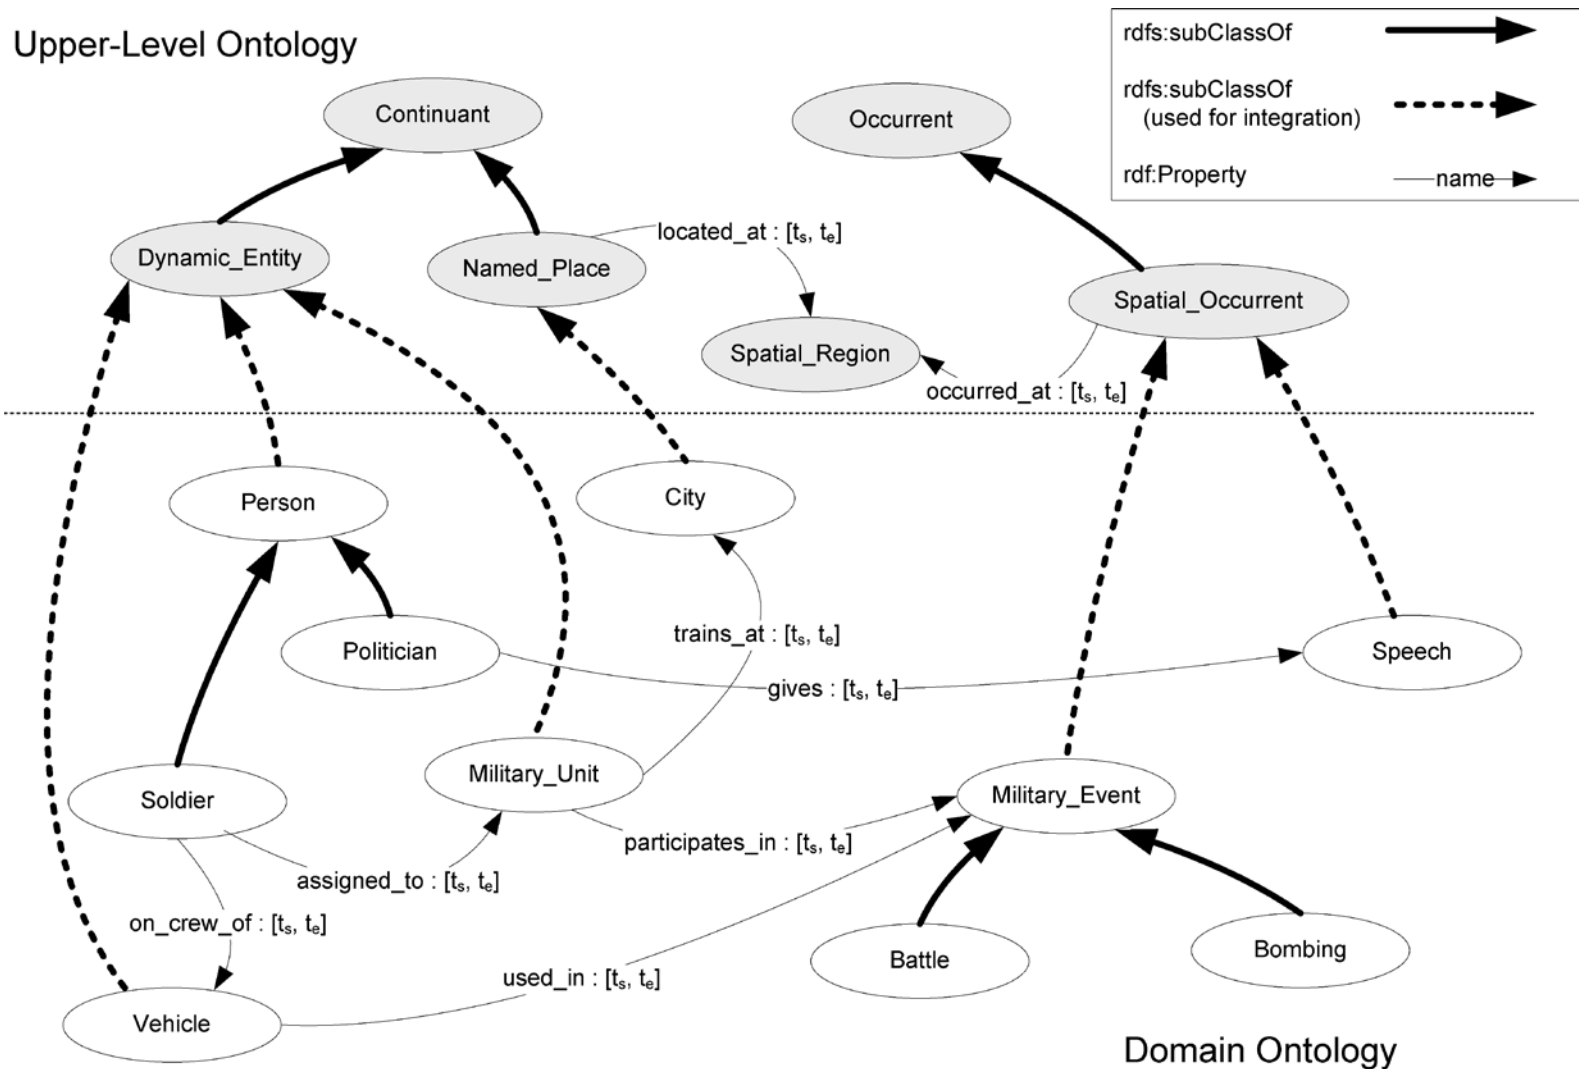 Upper-Level Ontology
rdfs:subClassOf
rdfs:subClassOf
(used for integration)
rdf:Property
name
Continuant
Occurrent
Dynamic_Entity
Named_Place
located_at : [ts, te]
Spatial_Occurrent
Spatial_Region
occurred_at : [ts, te]
Person
City
Politician
trains_at : [ts, te]
Speech
gives : [ts, te]
Soldier
Military_Unit
Military_Event
participates_in : [ts, te]
assigned_to : [ts, te]
on_crew_of : [ts, te]
Battle
Bombing
used_in : [ts, te]
Vehicle
Domain Ontology